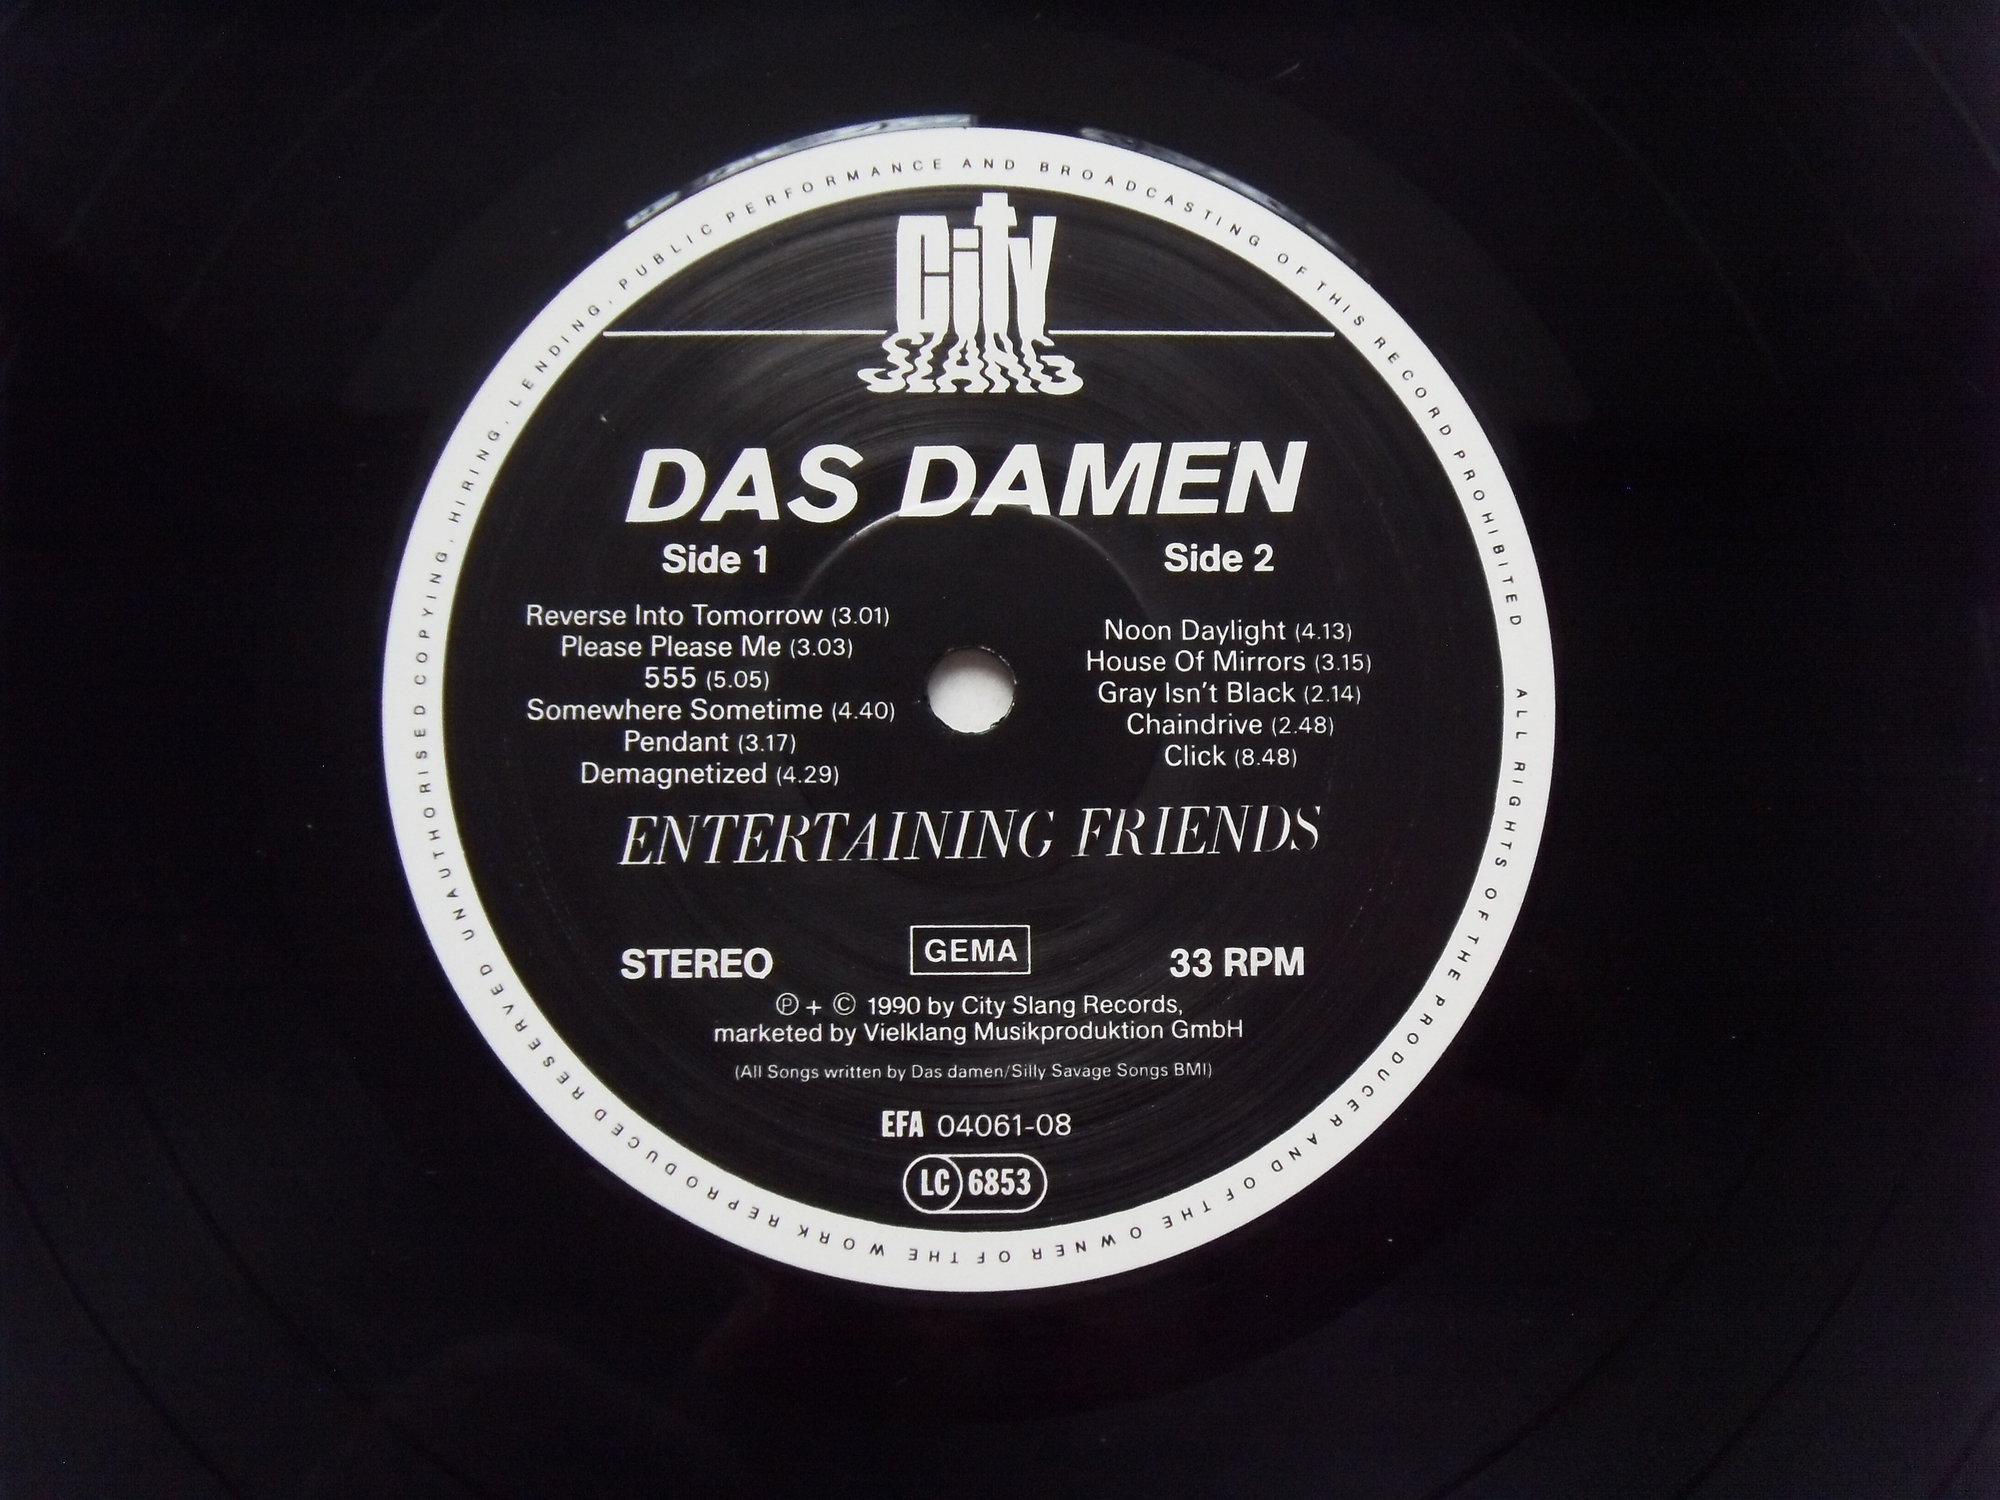 City
SLANG
DAS DAMEN
Side 1
Reverse Into Tomorrow (3.01)
Please Please Me (3.03)
555 (5.05)
Somewhere Sometime (4.40)
Pendant (3.17)
Demagnetized (4.29)
Side 2
Noon Daylight (4.13)
House Of Mirrors (3.15)
Gray Isn't Black (2.14)
Chaindrive (2.48)
Click (8.48)
ENTERTAINING FRIENDS
STEREO
GEMA
33 RPM
℗ + © 1990 by City Slang Records,
marketed by Vielklang Musikproduktion GmbH
(All Songs written by Das damen/Silly Savage Songs BMI)
EFA 04061-08
LC 6853
ALL RIGHTS OF THE PRODUCER AND OF THE OWNER OF THE WORK REPRODUCED RESERVED UNAUTHORISED COPYING, HIRING, LENDING, PUBLIC PERFORMANCE AND BROADCASTING OF THIS RECORD PROHIBITED